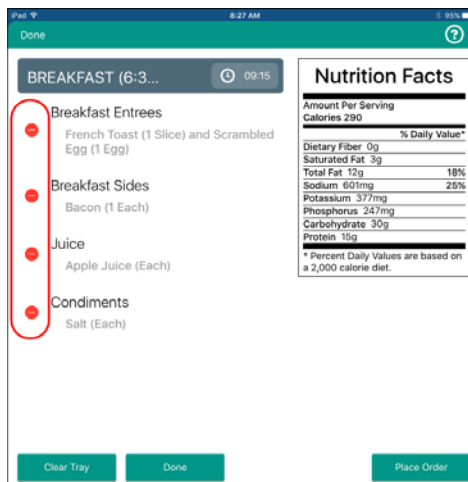 iPad 8:27 AM 95%
Done ?
BREAKFAST (6:3... 09:15
Breakfast Entrees
French Toast (1 Slice) and Scrambled
Egg (1 Egg)
Breakfast Sides
Bacon (1 Each)
Juice
Apple Juice (Each)
Condiments
Salt (Each)
Nutrition Facts
Amount Per Serving
Calories 290
% Daily Value*
Dietary Fiber 0g
Saturated Fat 3g
Total Fat 12g 18%
Sodium 601mg 25%
Potassium 377mg
Phosphorus 247mg
Carbohydrate 30g
Protein 15g
* Percent Daily Values are based on
a 2,000 calorie diet.
Clear Tray Done Place Order